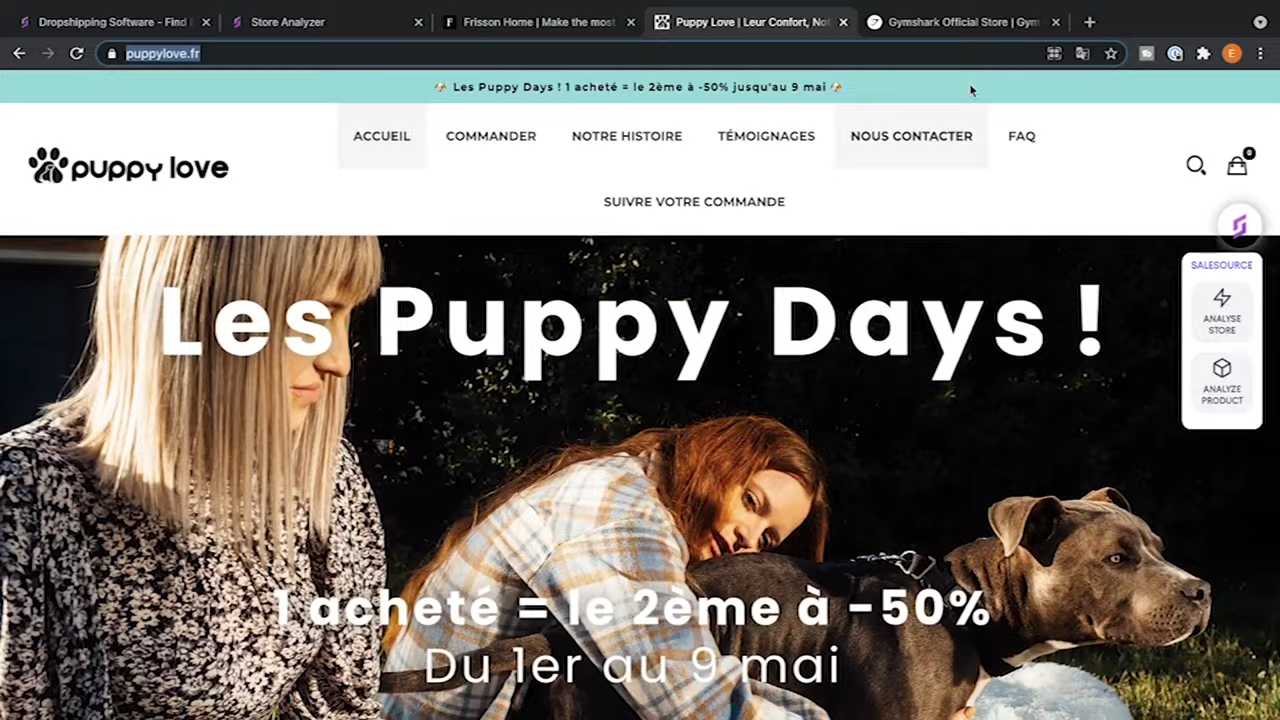 Dropshipping Software – Find
Store Analyzer
Frisson Home | Make the most
Puppy Love | Leur Confort, Not
Gymshark Official Store | Gym
puppylove.fr
E
Les Puppy Days ! 1 acheté = le 2ème à -50% jusqu'au 9 mai
ACCUEIL
COMMANDER
NOTRE HISTOIRE
TÉMOIGNAGES
NOUS CONTACTER
FAQ
puppy love
0
SUIVRE VOTRE COMMANDE
SALESOURCE
ANALYSE
STORE
ANALYZE
PRODUCT
Les Puppy Days !
1 acheté = le 2ème à -50%
Du 1er au 9 mai